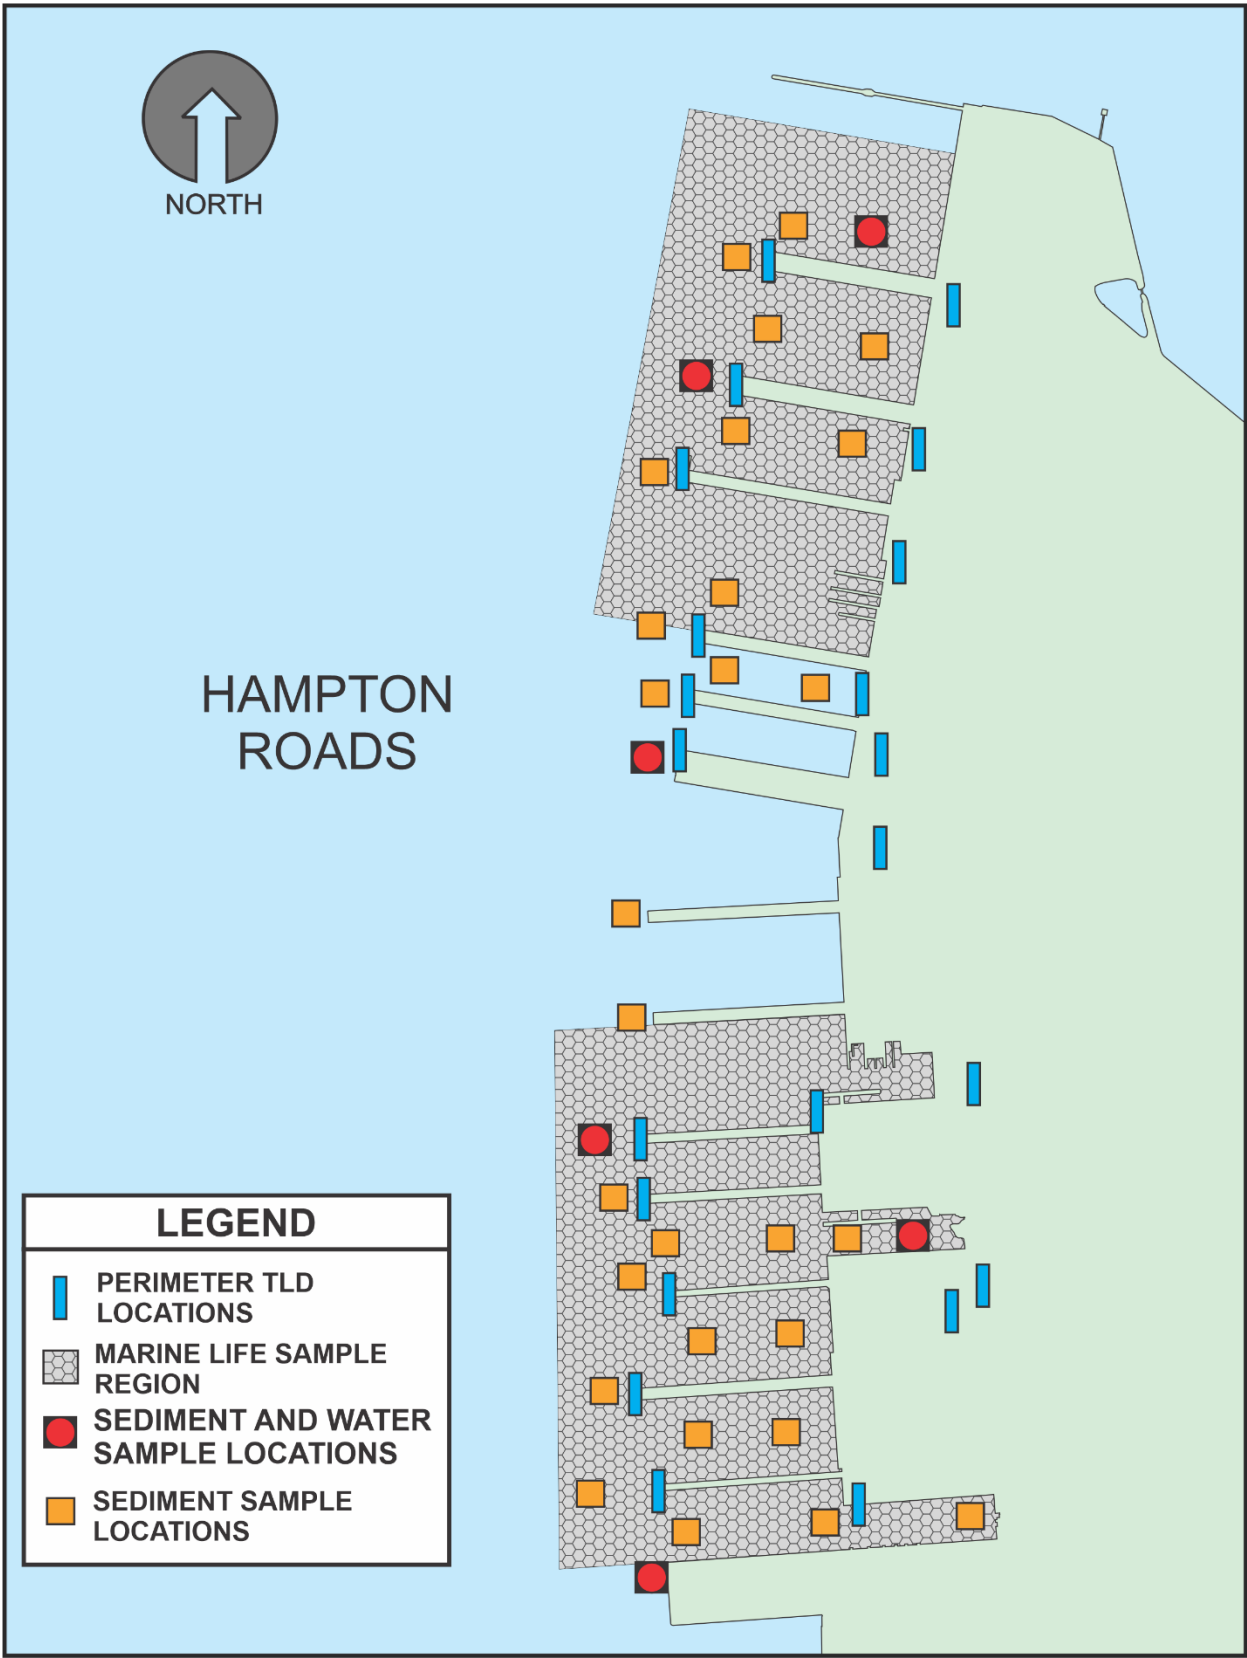 NORTH
HAMPTON
ROADS
LEGEND
PERIMETER TLD
LOCATIONS
MARINE LIFE SAMPLE
REGION
SEDIMENT AND WATER
SAMPLE LOCATIONS
SEDIMENT SAMPLE
LOCATIONS